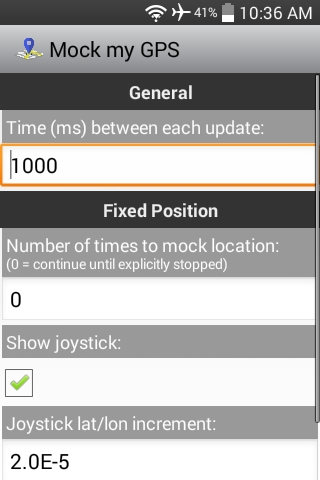 41% 10:36 AM
Mock my GPS
General
Time (ms) between each update:
1000
Fixed Position
Number of times to mock location:
(0 = continue until explicitly stopped)
0
Show joystick:
Joystick lat/lon increment:
2.0E-5